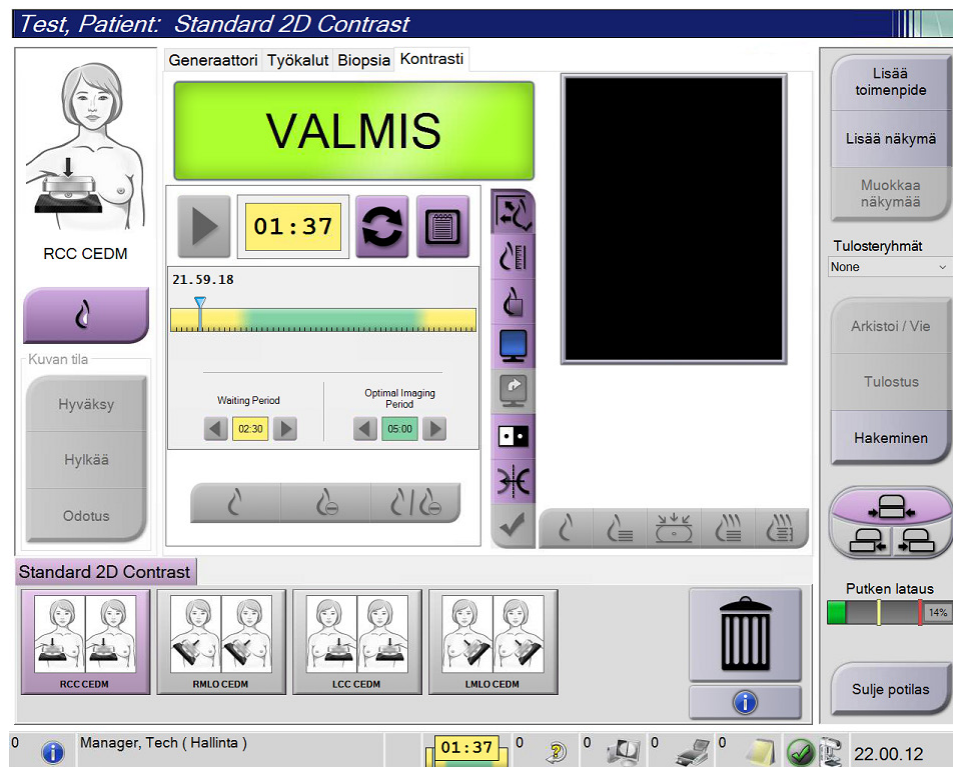 Test, Patient: Standard 2D Contrast
Generaattori Työkalut Biopsia Kontrasti
VALMIS
RCC CEDM
01:37
21.59.18
Waiting Period
02:30
Optimal Imaging
Period
05:00
Kuvan tila
Hyväksy
Hylkää
Odotus
Lisää
toimenpide
Lisää näkymä
Muokkaa
näkymää
Tulosteryhmät
None
Arkistoi / Vie
Tulostus
Hakeminen
Putken lataus
14%
Sulje potilas
Standard 2D Contrast
RCC CEDM
RMLO CEDM
LCC CEDM
LMLO CEDM
0
Manager, Tech ( Hallinta )
01:37
0
0
0
0
22.00.12